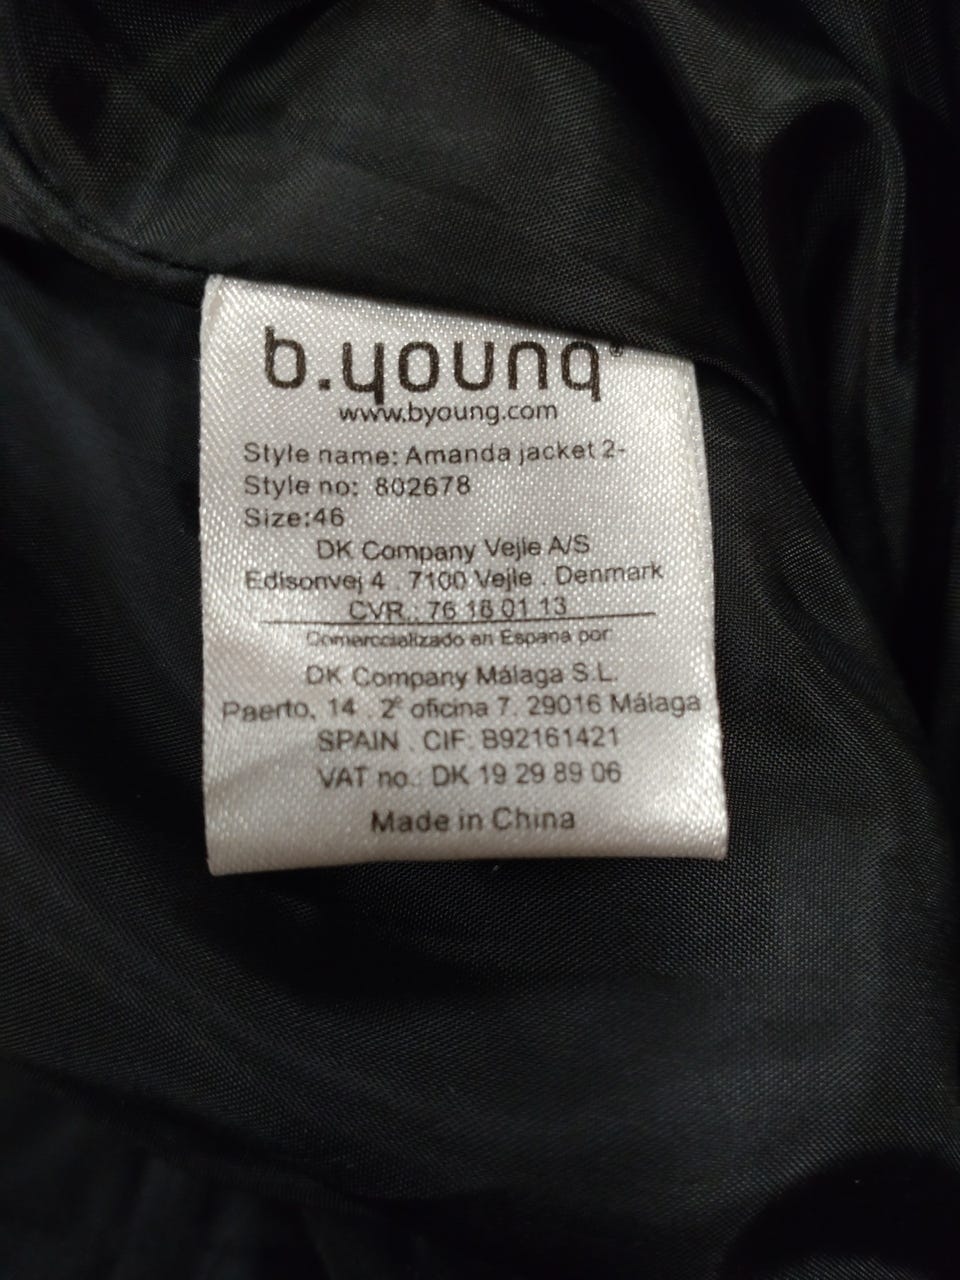 b.young
www.byoung.com
Style name: Amanda jacket 2-
Style no: 802678
Size:46
DK Company Vejle A/S
Edisonvej 4 . 7100 Vejle . Denmark
CVR.: 76 16 01 13
Comerccializado en Espana por:
DK Company Málaga S.L.
Paerto, 14 . 2º oficina 7. 29016 Málaga
SPAIN . CIF: B92161421
VAT no.: DK 19 29 89 06
Made in China